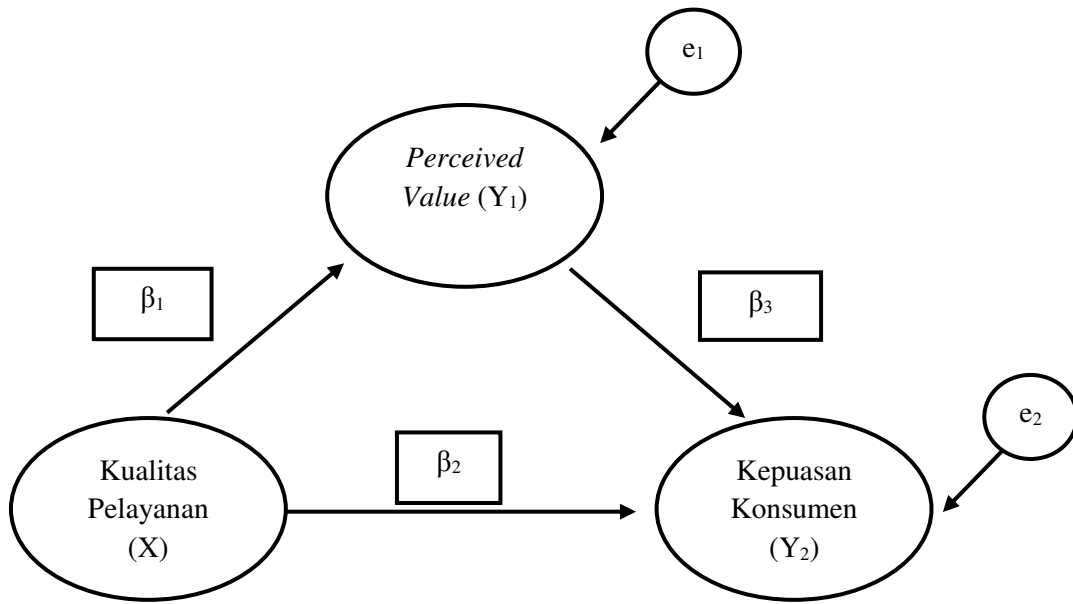 e₁
Perceived
Value (Y₁)
β₁
β₃
Kualitas
Pelayanan
(X)
β₂
Kepuasan
Konsumen
(Y₂)
e₂